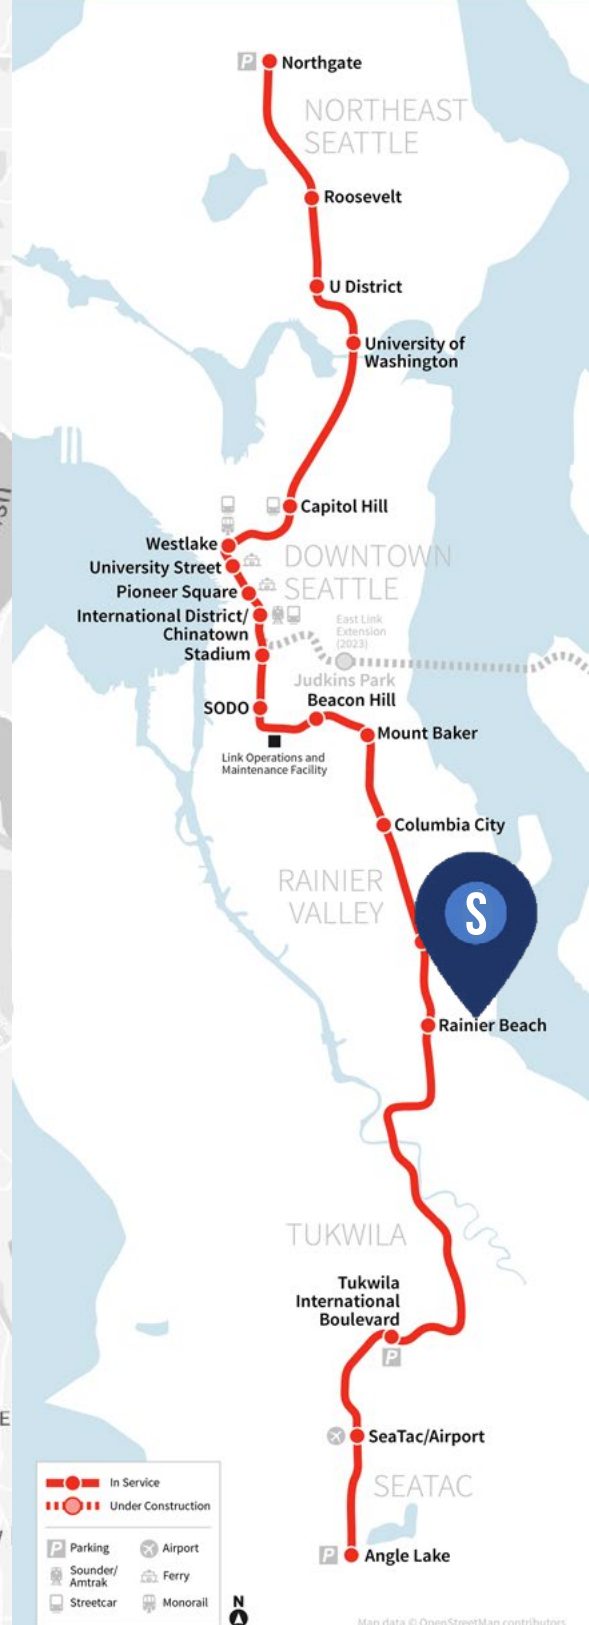 P
Northgate
NORTHEAST
SEATTLE
Roosevelt
U District
University of
Washington
Capitol Hill
Westlake
University Street
DOWNTOWN
SEATTLE
Pioneer Square
International District/
Chinatown
East Link
Extension
(2023)
Stadium
Judkins Park
Beacon Hill
SODO
Mount Baker
Link Operations and
Maintenance Facility
Columbia City
RAINIER
VALLEY
S
Rainier Beach
TUKWILA
Tukwila
International
Boulevard
P
SeaTac/Airport
SEATAC
P
Angle Lake
In Service
Under Construction
P Parking
Airport
Sounder/
Amtrak
Ferry
Streetcar
Monorail
N
Map data © OpenStreetMap contributors